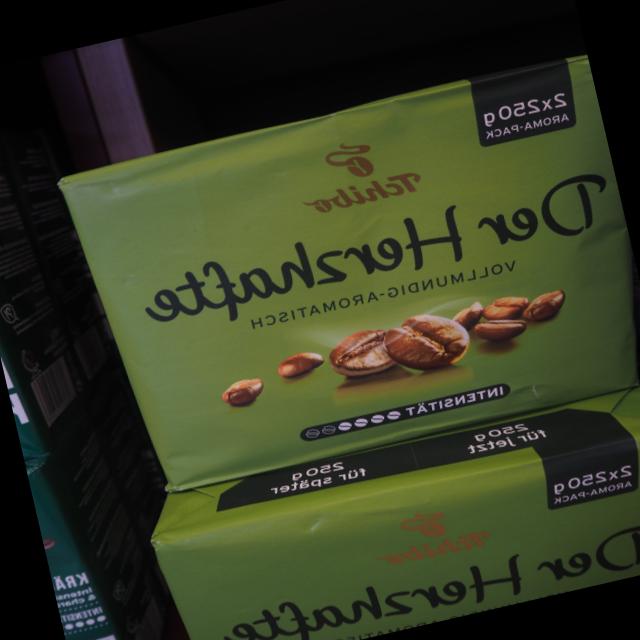 2x250g
AROMA-PACK
Tchibo
Der Herzhafte
VOLLMUNDIG-AROMATISCH
INTENSITÄT
250g
für jetzt
250g
für später
2x250g
AROMA-PACK
Tchibo
Der Herzhafte